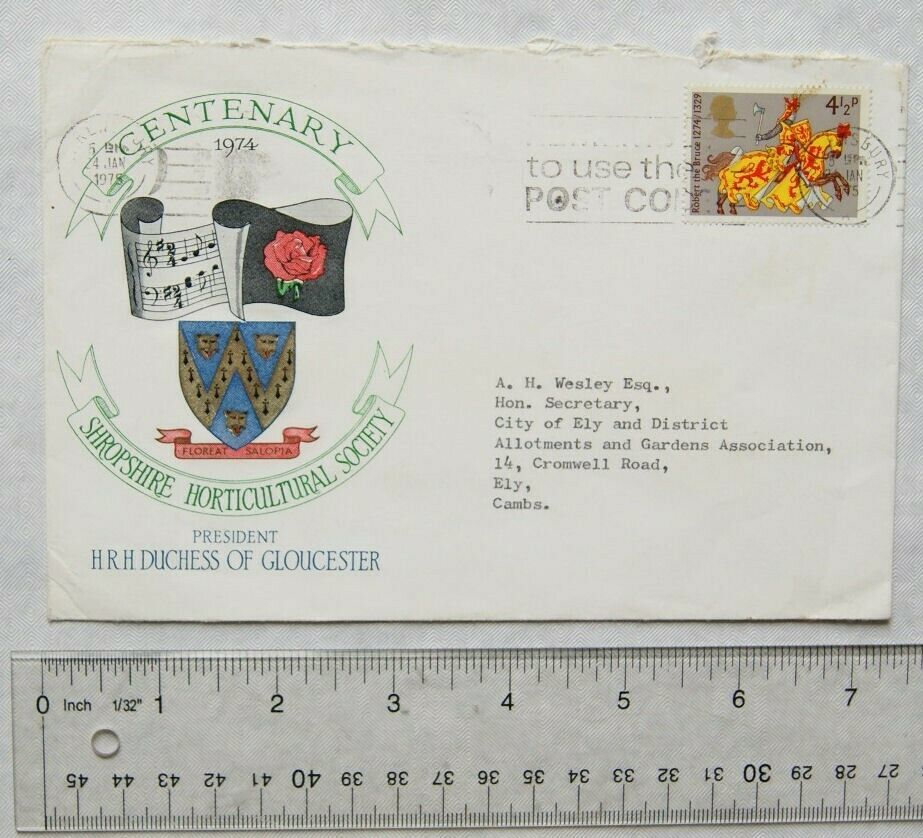 CENTENARY
1974
4 JAN
1975
to use the
POST CO
Robert the Bruce 1274/1329
4½P
SBURY
FLOREAT SALOPIA
SHROPSHIRE HORTICULTURAL SOCIETY
PRESIDENT
H.R.H. DUCHESS OF GLOUCESTER
A. H. Wesley Esq.,
Hon. Secretary,
City of Ely and District
Allotments and Gardens Association,
14, Cromwell Road,
Ely,
Cambs.
0 Inch 1/32" 1 2 3 4 5 6 7
45 44 43 42 41 40 39 38 37 36 35 34 33 32 31 30 29 28 27